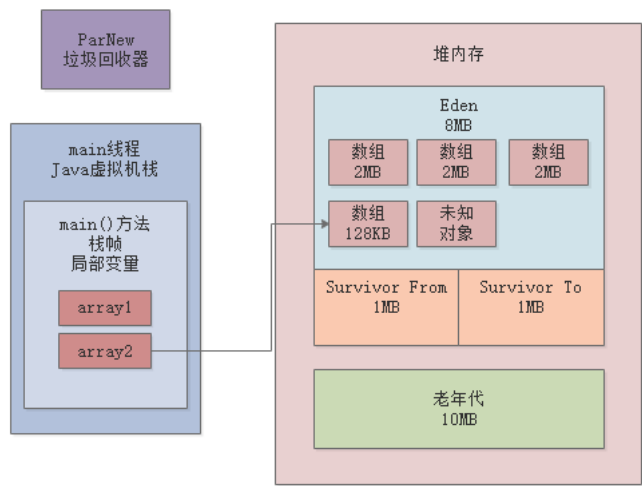 ParNew
垃圾回收器
main线程
Java虚拟机栈
main()方法
栈帧
局部变量
array1
array2
堆内存
Eden
8MB
数组
2MB
数组
2MB
数组
2MB
数组
128KB
未知
对象
Survivor From
1MB
Survivor To
1MB
老年代
10MB